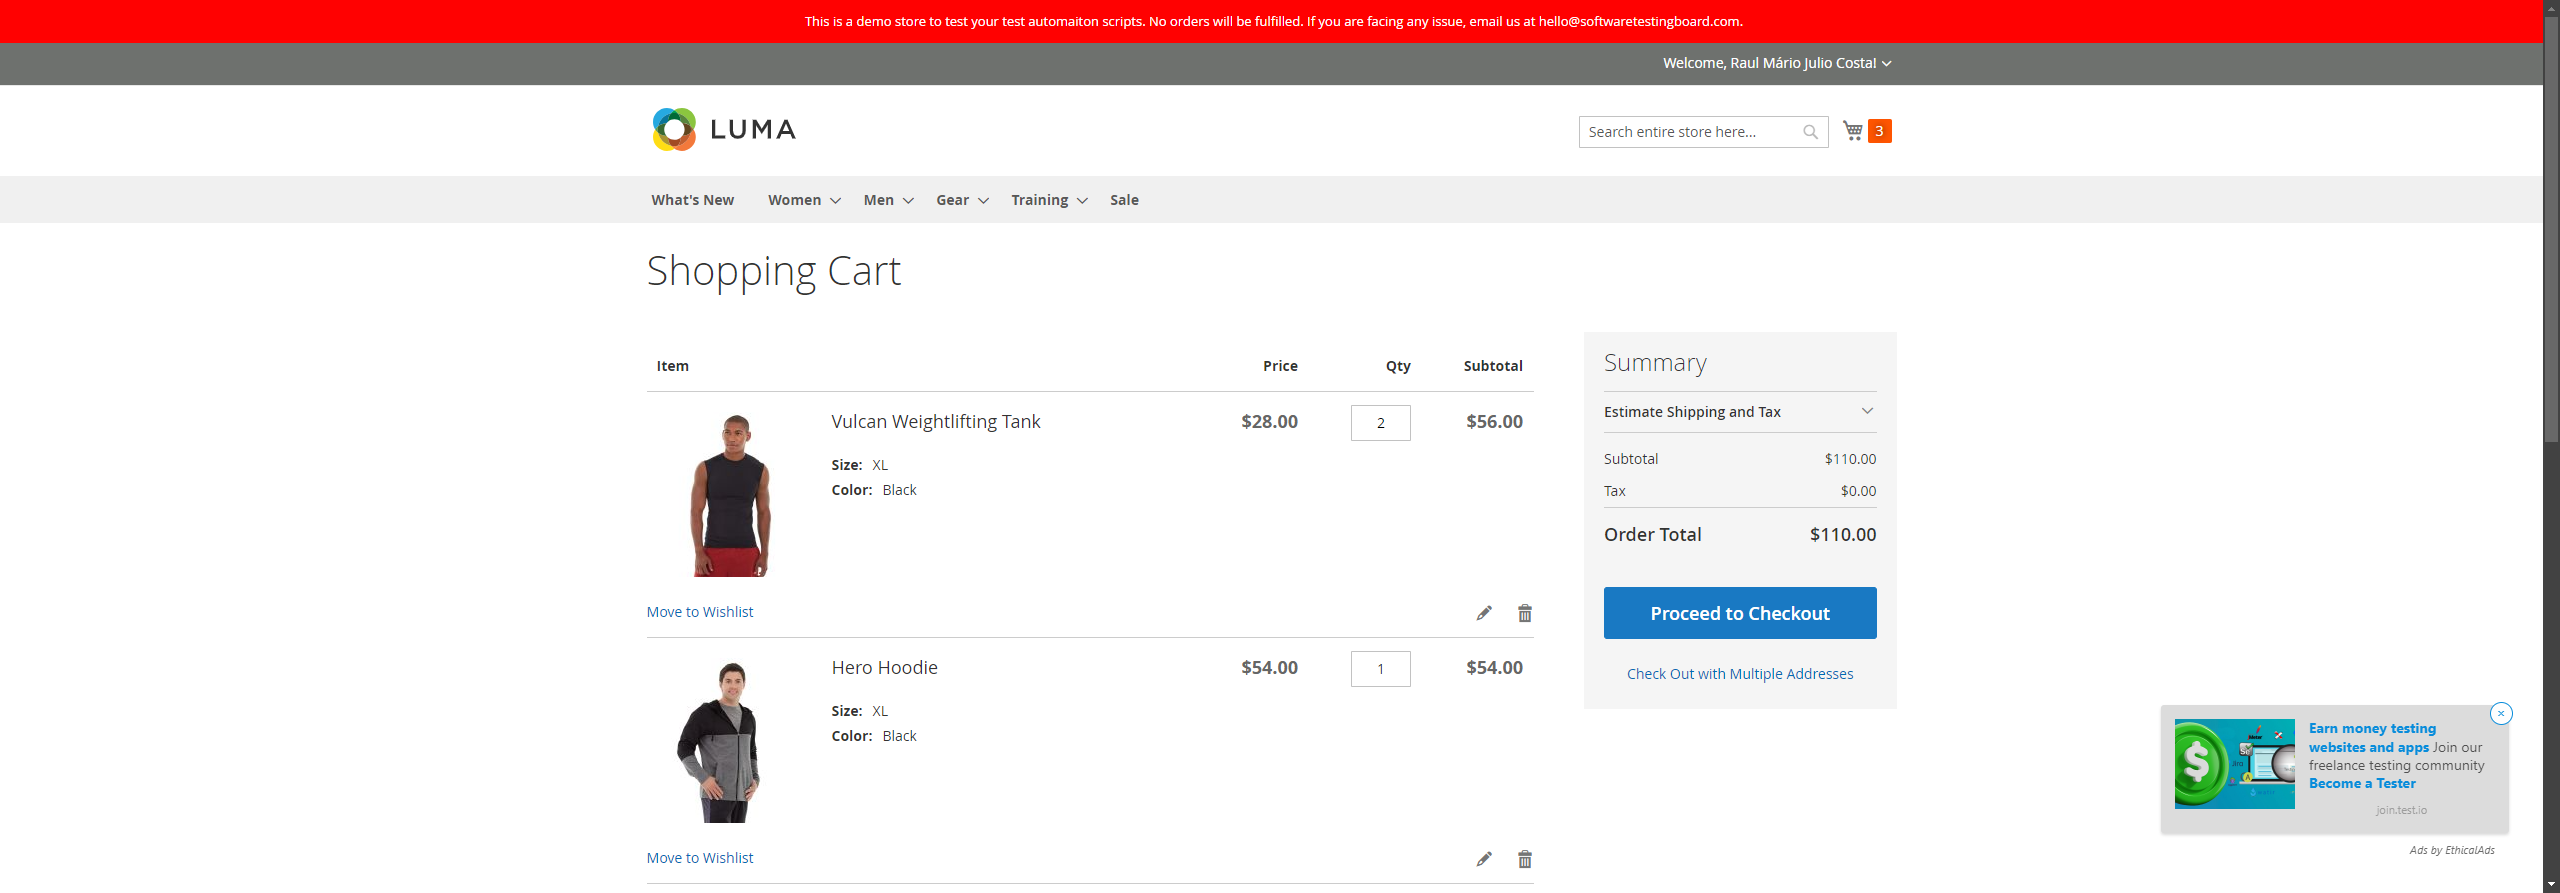 This is a demo store to test your test automaiton scripts. No orders will be fulfilled. If you are facing any issue, email us at hello@softwaretestingboard.com.
Welcome, Raul Mário Julio Costa!
LUMA
Search entire store here...
3
What's New Women Men Gear Training Sale
Shopping Cart
Item Price Qty Subtotal
Vulcan Weightlifting Tank $28.00 2 $56.00
Size: XL
Color: Black
Move to Wishlist
Hero Hoodie $54.00 1 $54.00
Size: XL
Color: Black
Move to Wishlist
Summary
Estimate Shipping and Tax
Subtotal $110.00
Tax $0.00
Order Total $110.00
Proceed to Checkout
Check Out with Multiple Addresses
Earn money testing
websites and apps Join our
freelance testing community
Become a Tester
join.test.io
Ads by EthicalAds